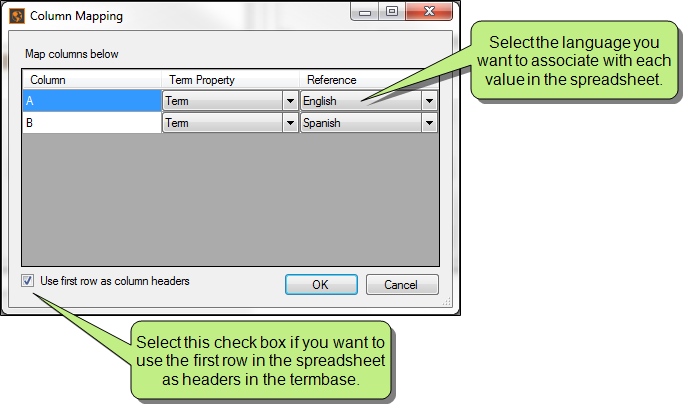 Column Mapping
Map columns below
Column Term Property Reference
A Term English
B Term Spanish
Use first row as column headers
OK Cancel
Select the language you
want to associate with each
value in the spreadsheet.
Select this check box if you want to
use the first row in the spreadsheet
as headers in the termbase.